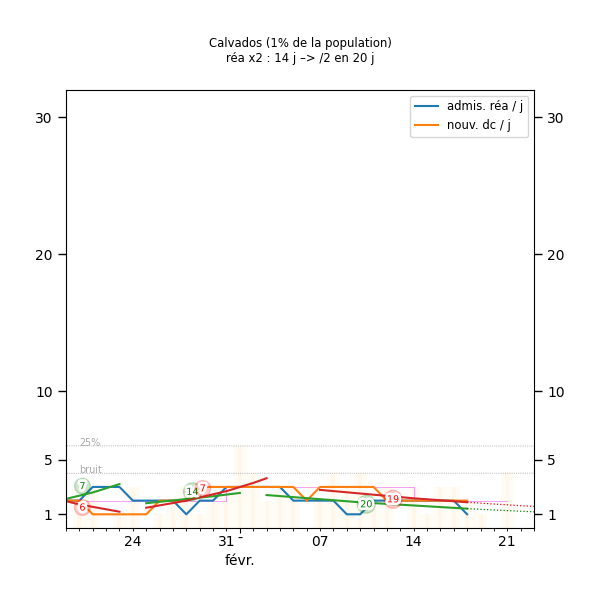 Calvados (1% de la population)
réa x2 : 14 j –> /2 en 20 j
admis. réa / j
nouv. dc / j
30 30
20 20
10 10
25%
5 5
bruit
7 14 7 19
6 20
1 1
24 31 07 14 21
févr.